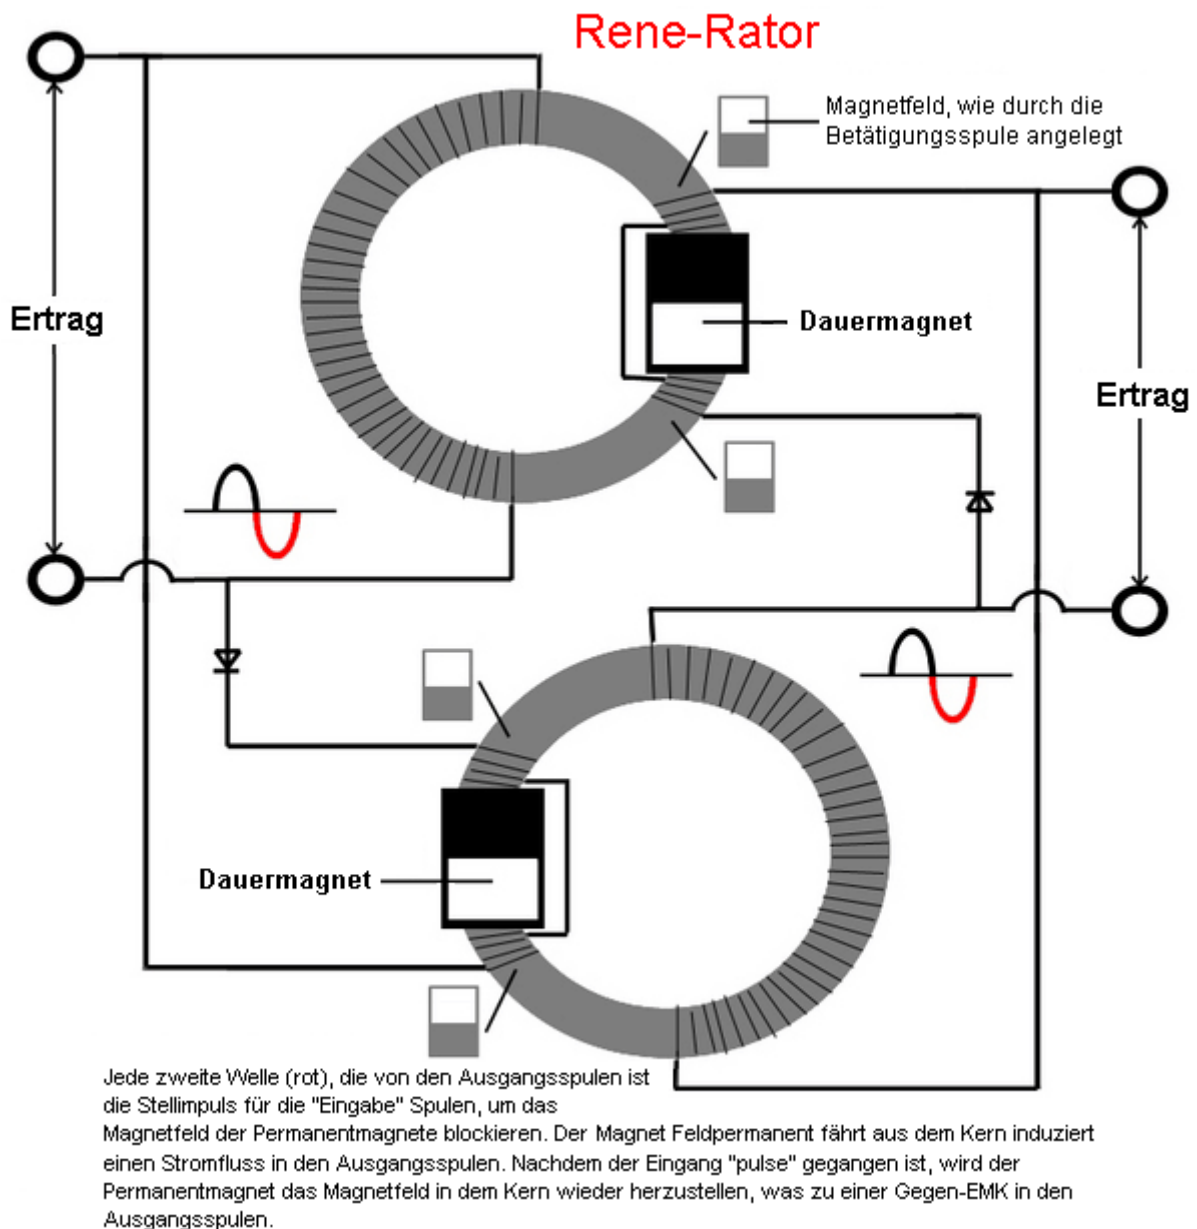 Rene-Rator
Magnetfeld, wie durch die
Betätigungsspule angelegt
Ertrag
Dauermagnet
Ertrag
Dauermagnet
Jede zweite Welle (rot), die von den Ausgangsspulen ist
die Stellimpuls für die "Eingabe" Spulen, um das
Magnetfeld der Permanentmagnete blockieren. Der Magnet Feldpermanent fährt aus dem Kern induziert
einen Stromfluss in den Ausgangsspulen. Nachdem der Eingang "pulse" gegangen ist, wird der
Permanentmagnet das Magnetfeld in dem Kern wieder herzustellen, was zu einer Gegen-EMK in den
Ausgangsspulen.